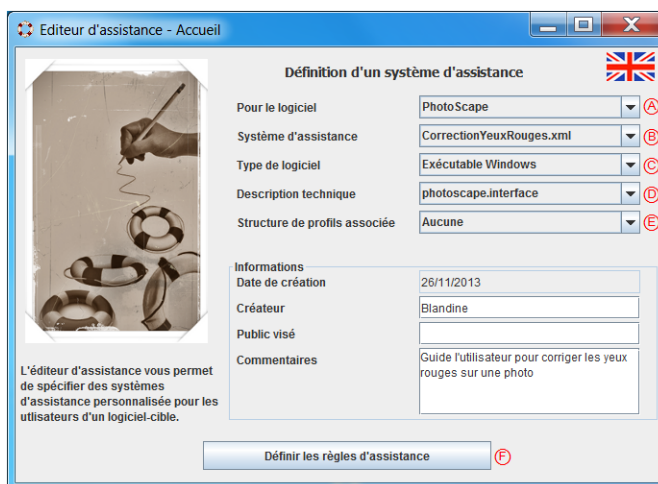 Editeur d'assistance - Accueil
Définition d'un système d'assistance
Pour le logiciel PhotoScape A
Système d'assistance CorrectionYeuxRouges.xml B
Type de logiciel Exécutable Windows C
Description technique photoscape.interface D
Structure de profils associée Aucune E
Informations
Date de création 26/11/2013
Créateur Blandine
Public visé
Commentaires Guide l'utilisateur pour corriger les yeux
rouges sur une photo
L'éditeur d'assistance vous permet
de spécifier des systèmes
d'assistance personnalisée pour les
utlisateurs d'un logiciel-cible.
Définir les règles d'assistance F